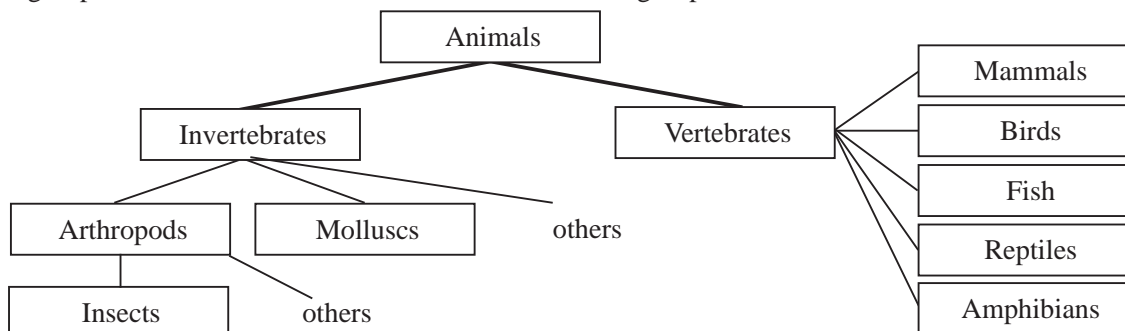 Animals
Mammals
Invertebrates
Vertebrates
Birds
Fish
Arthropods
Molluscs
others
Reptiles
Insects
others
Amphibians